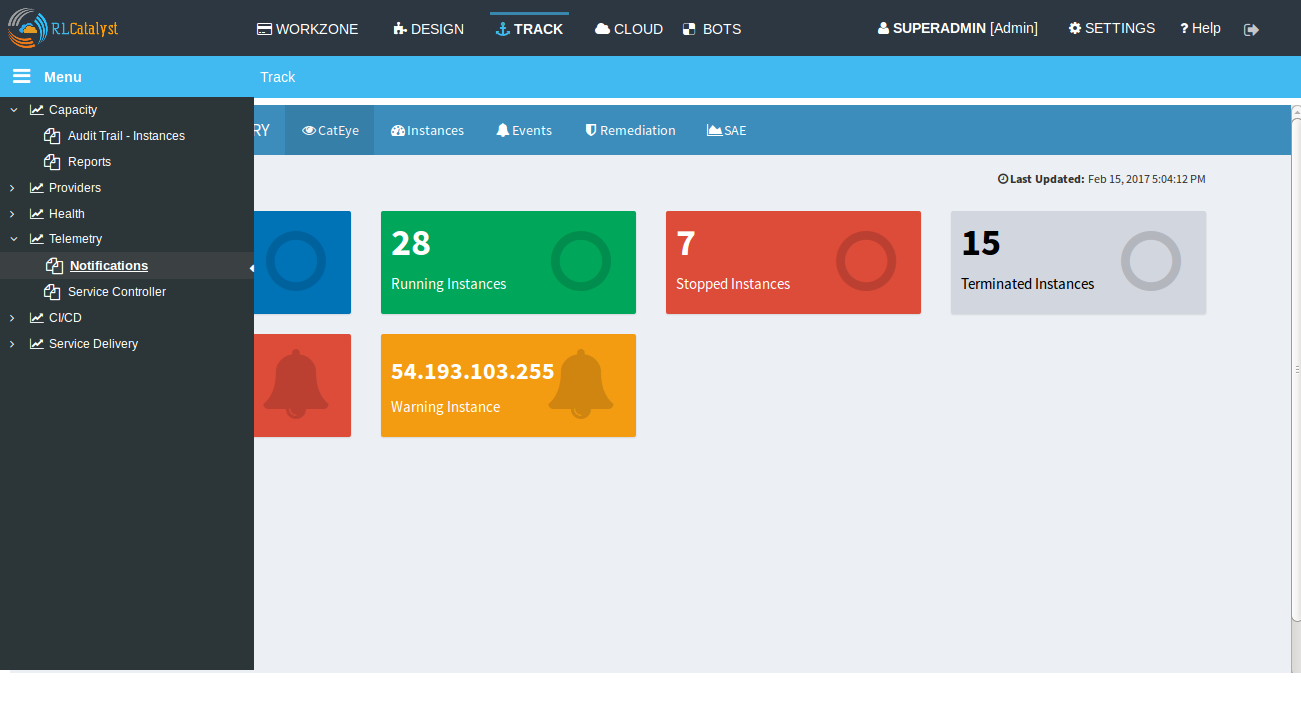 RLCatalyst
WORKZONE DESIGN TRACK CLOUD BOTS SUPERADMIN [Admin] SETTINGS ? Help
Menu
Track
Capacity
Audit Trail - Instances
Reports
Providers
Health
Telemetry
Notifications
Service Controller
CI/CD
Service Delivery
RY CatEye Instances Events Remediation SAE
Last Updated: Feb 15, 2017 5:04:12 PM
28
Running Instances
7
Stopped Instances
15
Terminated Instances
54.193.103.255
Warning Instance